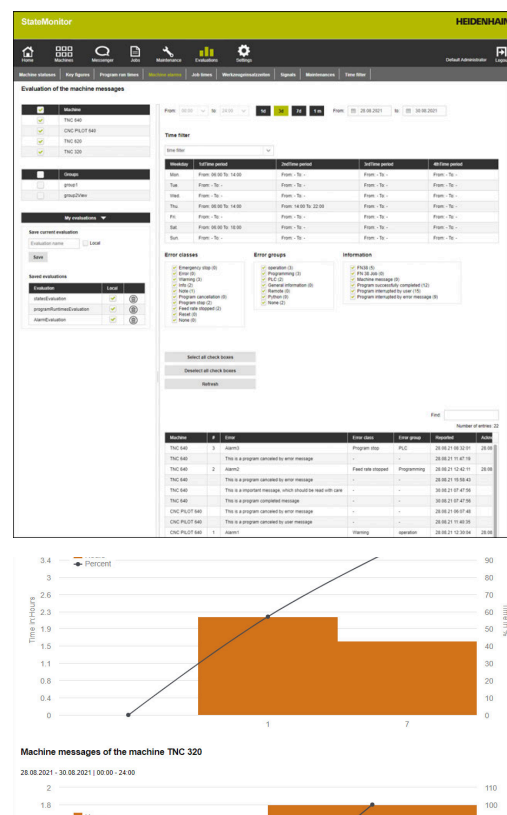 StateMonitor
HEIDENHAIN
Home Machines Messenger Jobs Maintenance Evaluations Settings Default Administrator Logout
Machine statuses Key figures Program run times Machine alarms Job times Werkzeugeinsatzzeiten Signals Maintenances Time filter
Evaluation of the machine messages
Machine
TNC 640
CNC PILOT 640
TNC 620
TNC 320
Groups
group1
group2View
My evaluations
Save current evaluation
Evaluation name Local
Save
Saved evaluations
Evaluation Local
statesEvaluation
programRuntimesEvaluation
AlarmEvaluation
From: 00:00 to 24:00 1d 3d 7d 1 m From: 28.08.2021 to 30.08.2021
Time filter
time filter
Weekday 1stTime period 2ndTime period 3rdTime period 4thTime period
Mon. From: 06:00 To: 14:00 From: - To: - From: - To: - From: - To: -
Tue. From: - To: - From: - To: - From: - To: - From: - To: -
Wed. From: - To: - From: - To: - From: - To: - From: - To: -
Thu. From: 06:00 To: 14:00 From: 14:00 To: 22:00 From: - To: - From: - To: -
Fri. From: - To: - From: - To: - From: - To: - From: - To: -
Sat. From: 06:00 To: 18:00 From: - To: - From: - To: - From: - To: -
Sun. From: - To: - From: - To: - From: - To: - From: - To: -
Error classes
Emergency stop (0)
Error (0)
Warning (3)
Info (2)
Note (1)
Program cancellation (0)
Program stop (2)
Feed rate stopped (2)
Reset (0)
None (0)
Error groups
operation (3)
Programming (3)
PLC (2)
General information (0)
Remote (0)
Python (0)
None (2)
Information
FN38 (5)
FN 38 Job (0)
Machine message (0)
Program successfully completed (12)
Program interrupted by user (15)
Program interrupted by error message (9)
Select all check boxes
Deselect all check boxes
Refresh
Find:
Number of entries: 22
Machine # Error Error class Error group Reported
TNC 640 3 Alarm3 Program stop PLC 28.08.21 08:32:01 28.08
TNC 640 This is a program canceled by error message - - 28.08.21 11:47:16
TNC 640 2 Alarm2 Feed rate stopped Programming 28.08.21 12:42:11 28.08
TNC 640 This is a program canceled by error message - - 28.08.21 15:58:43
TNC 640 This is a important message, which should be read with care - - 30.08.21 07:47:56
TNC 640 This is a program completed message - - 30.08.21 07:47:56
CNC PILOT 640 This is a program canceled by error message - - 28.08.21 09:07:48
CNC PILOT 640 This is a program canceled by user message - - 28.08.21 11:40:39
CNC PILOT 640 1 Alarm1 Warning operation 28.08.21 12:33:04 28.08
3.4 Percent 90
3 80
2.6 70
2.3 60
1.9 50
1.5 40
1.1 30
0.8 20
0.4 10
0 0
Time in Hours
1 7
Machine messages of the machine TNC 320
28.08.2021 - 30.08.2021 | 00:00 - 24:00
2 110
1.8 100